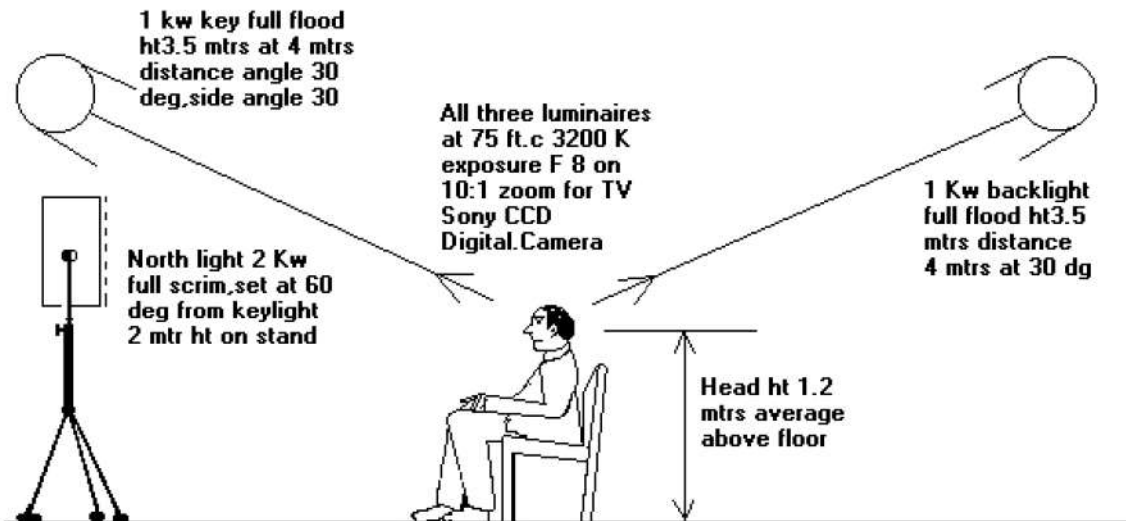 1 kw key full flood
ht3.5 mtrs at 4 mtrs
distance angle 30
deg,side angle 30
All three luminaires
at 75 ft.c 3200 K
exposure F 8 on
10:1 zoom for TV
Sony CCD
Digital.Camera
1 Kw backlight
full flood ht3.5
mtrs distance
4 mtrs at 30 dg
North light 2 Kw
full scrim,set at 60
deg from keylight
2 mtr ht on stand
Head ht 1.2
mtrs average
above floor